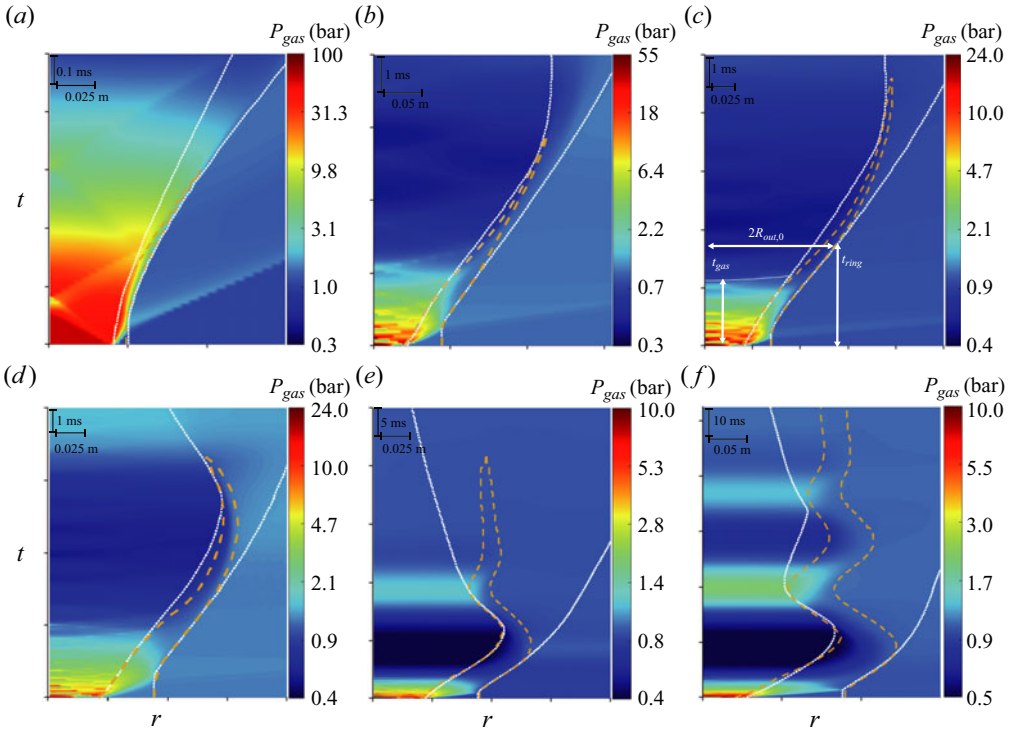 (a)
P_gas (bar)
0.1 ms
0.025 m
100
31.3
9.8
3.1
1.0
0.3
(b)
P_gas (bar)
1 ms
0.05 m
55
18
6.4
2.2
0.7
0.3
(c)
P_gas (bar)
1 ms
0.025 m
2R_out,0
t_gas
t_ring
24.0
10.0
4.7
2.1
0.9
0.4
t
(d)
P_gas (bar)
1 ms
0.025 m
24.0
10.0
4.7
2.1
0.9
0.4
(e)
P_gas (bar)
5 ms
0.025 m
10.0
5.3
2.8
1.4
0.8
0.4
(f)
P_gas (bar)
10 ms
0.05 m
10.0
5.2
3.0
1.7
0.9
0.5
t
r
r
r